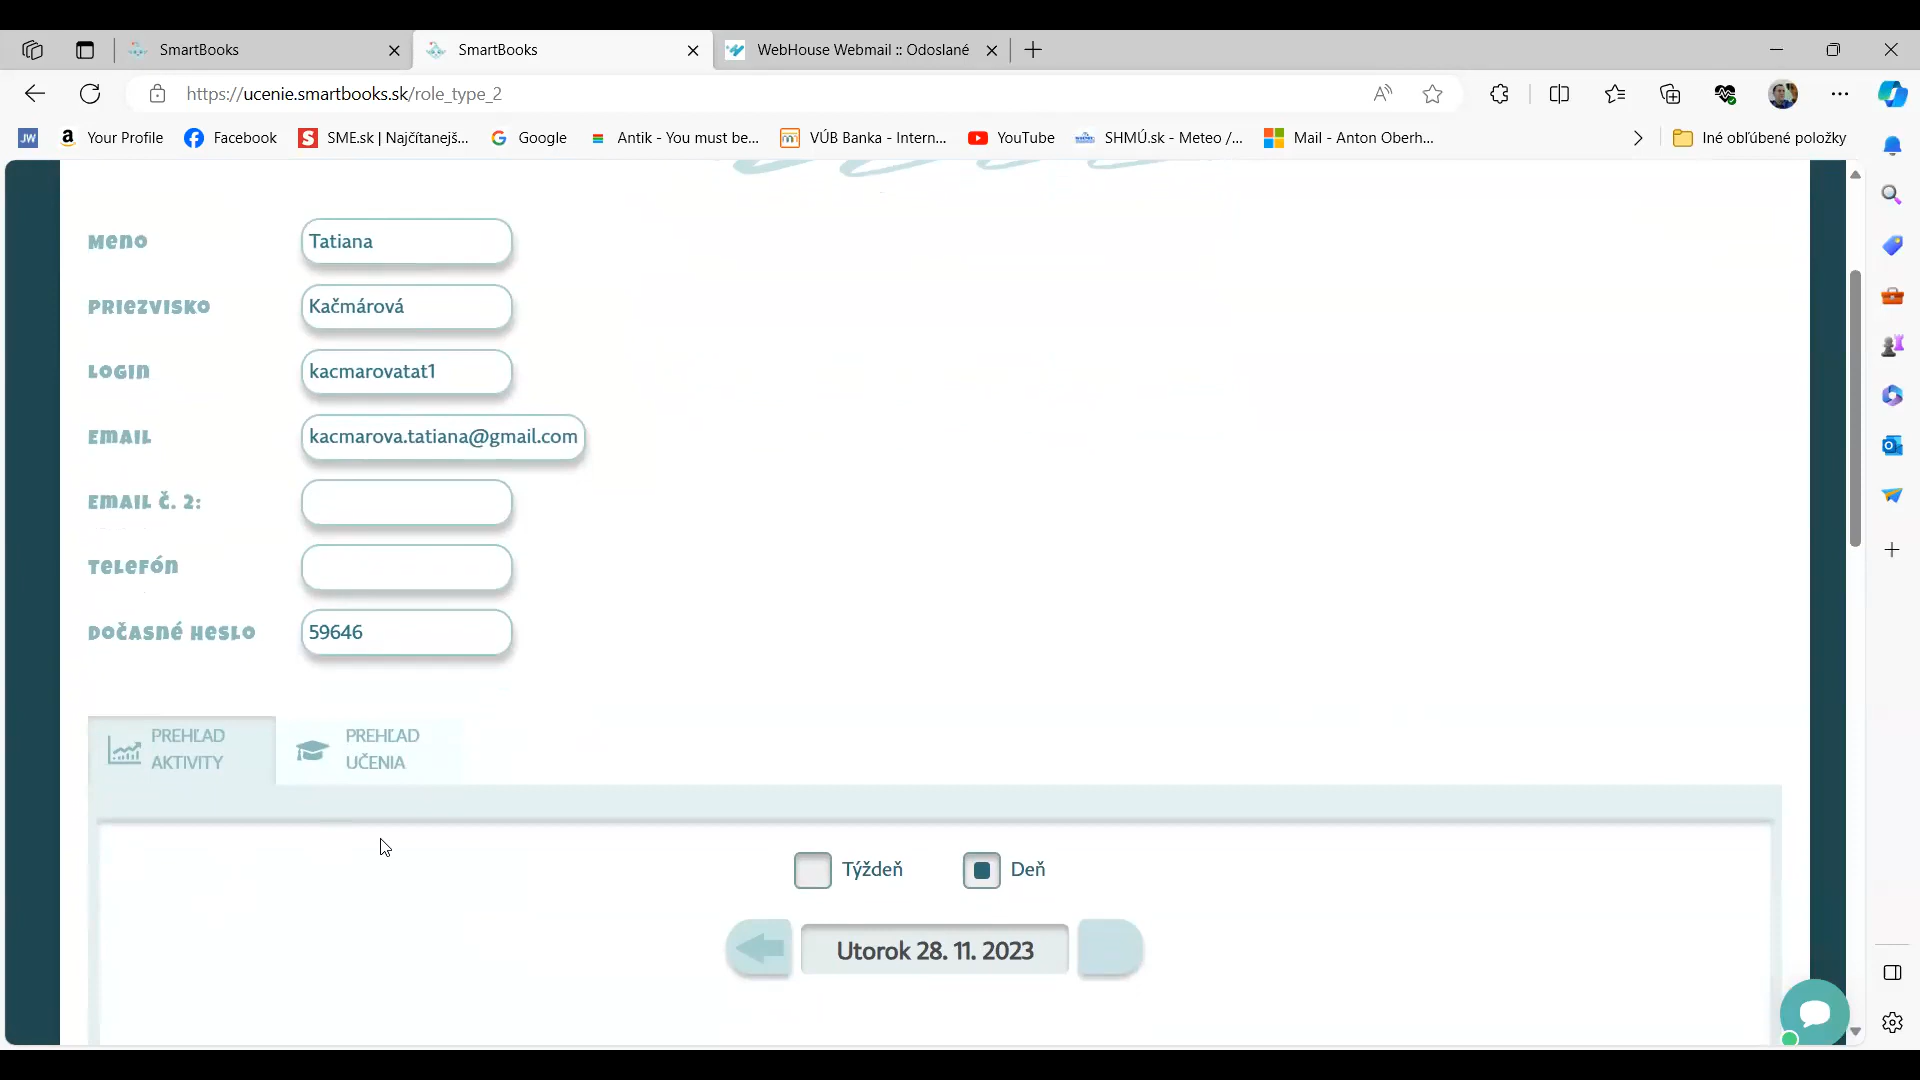 SmartBooks
SmartBooks
WebHouse Webmail :: Odoslané
https://ucenie.smartbooks.sk/role_type_2
JW
Your Profile
Facebook
SME.sk | Najčítanejš...
Google
Antik - You must be...
VÚB Banka - Intern...
YouTube
SHMÚ.sk - Meteo /...
Mail - Anton Oberh...
Iné obľúbené položky
Meno
Tatiana
Priezvisko
Kačmárová
Login
kacmarovatat1
Email
kacmarova.tatiana@gmail.com
Email č. 2:
Telefón
Dočasné heslo
59646
PREHĽAD
AKTIVITY
PREHĽAD
UČENIA
Týždeň
Deň
Utorok 28. 11. 2023